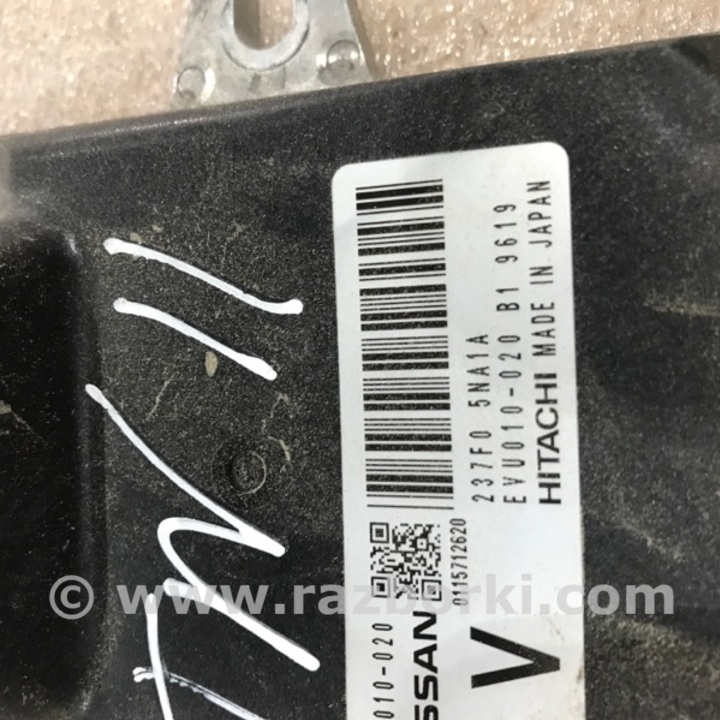 237F0 5NA1A
EVU010-020 B1 9619
HITACHI MADE IN JAPAN
0115712620
010-020
SSAN
V
© www.razborki.com